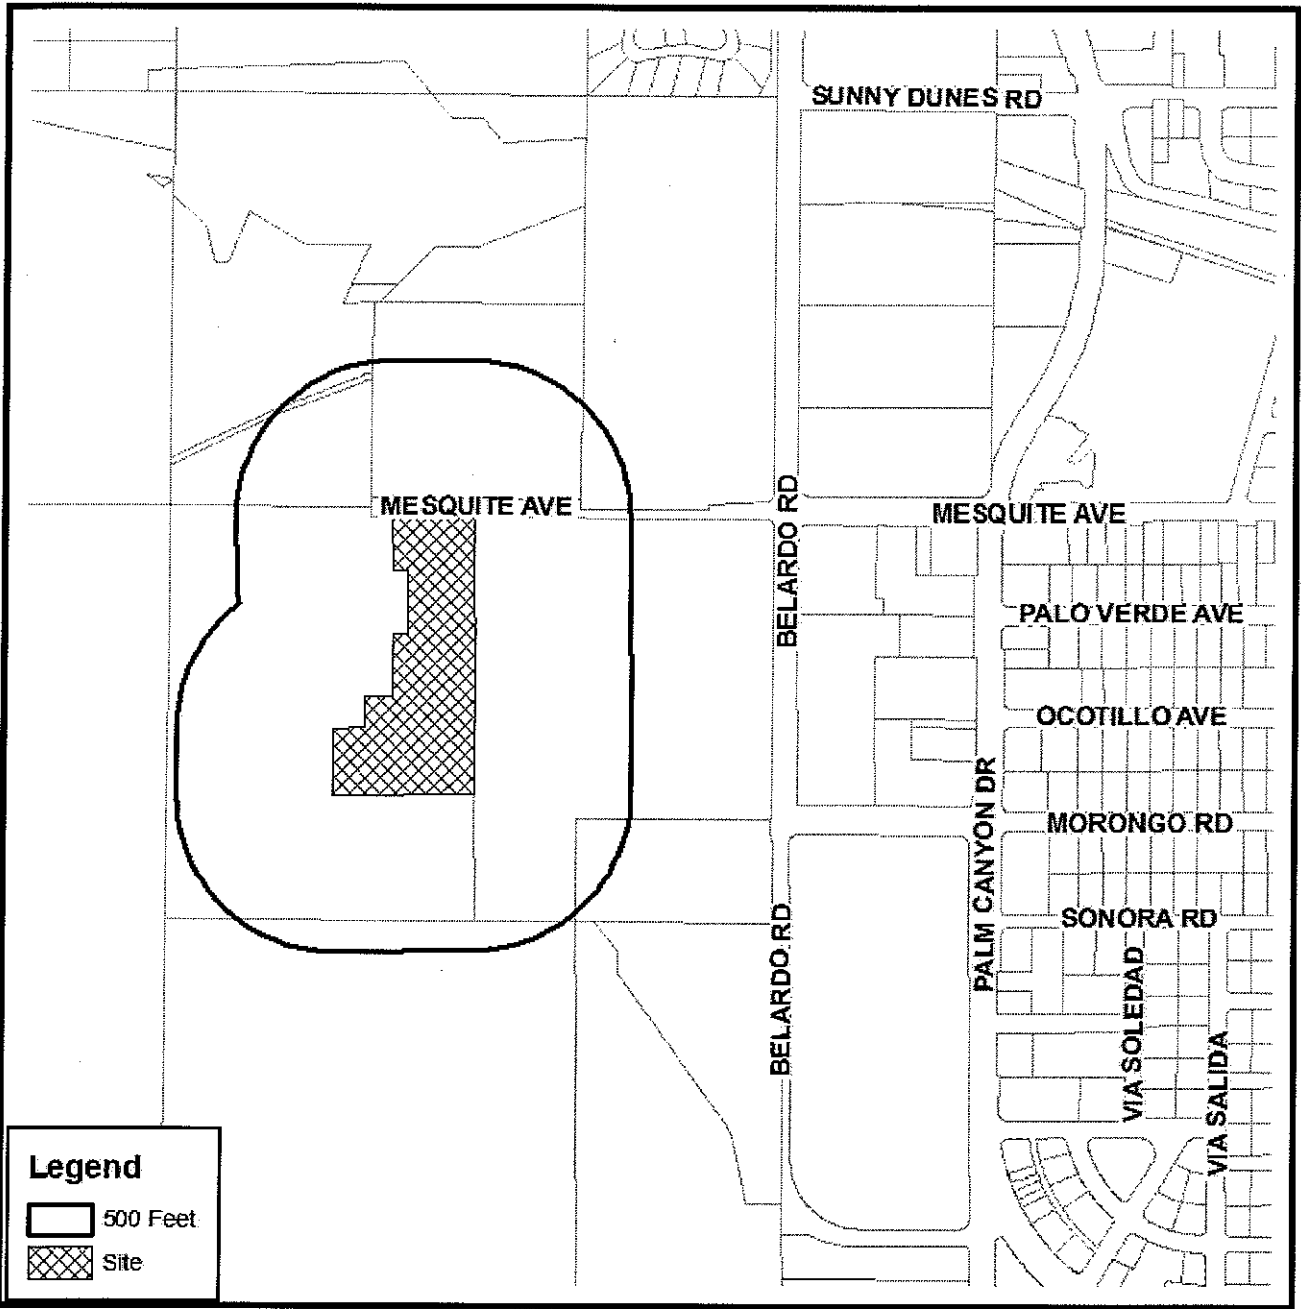 SUNNY DUNES RD
MESQUITE AVE
BELARDO RD
MESQUITE AVE
PALO VERDE AVE
OCOTILLO AVE
PALM CANYON DR
MORONGO RD
BELARDO RD
SONORA RD
VIA SOLEDAD
VIA SALIDA
Legend
500 Feet
Site